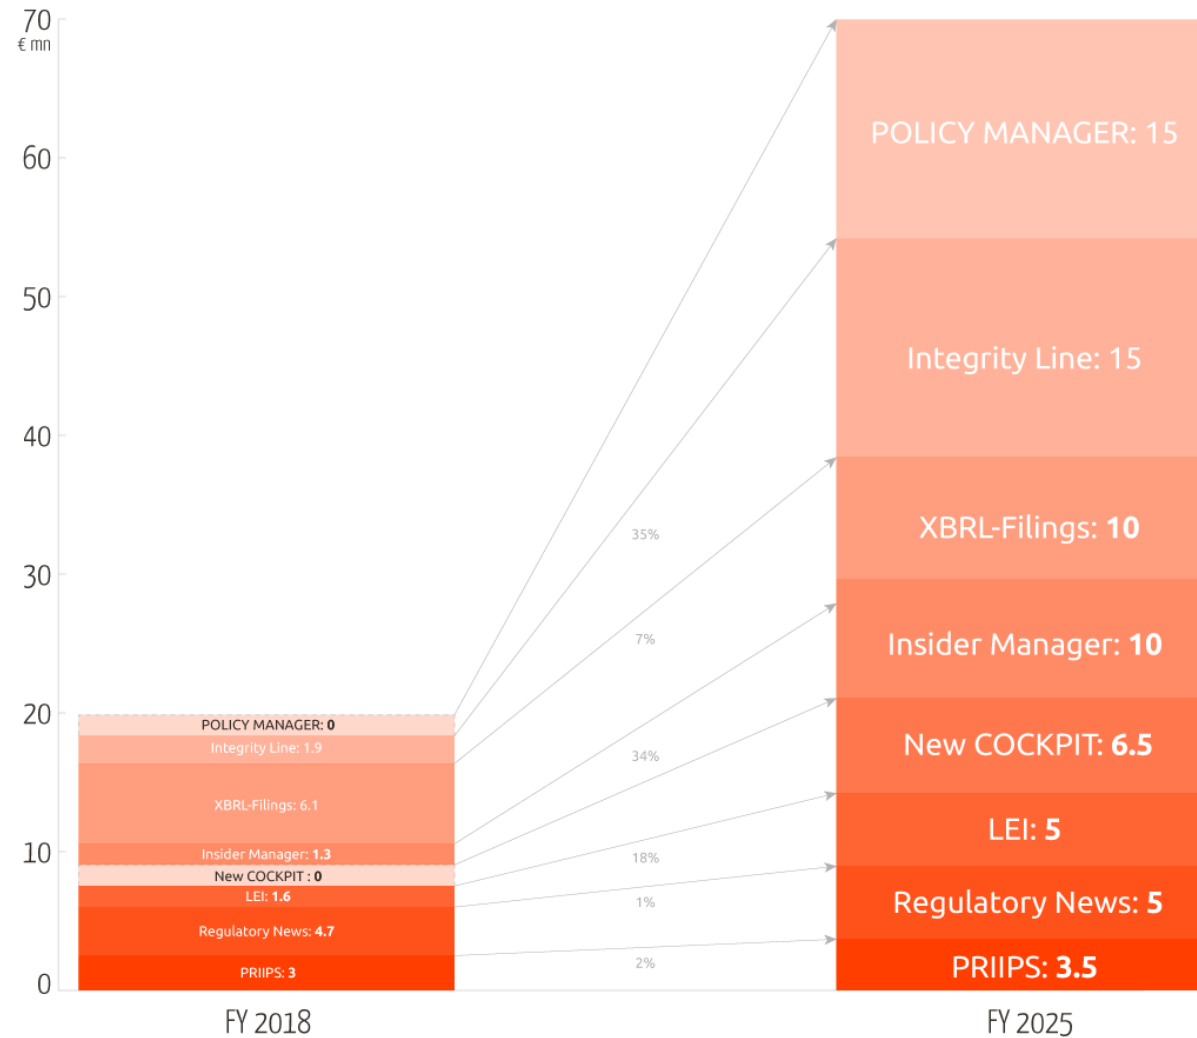 70
€ mn
60
50
40
30
20
10
0
POLICY MANAGER: 0
Integrity Line: 1.9
XBRL-Filings: 6.1
Insider Manager: 1.3
New COCKPIT : 0
LEI: 1.6
Regulatory News: 4.7
PRIIPS: 3
FY 2018
35%
7%
34%
18%
1%
2%
POLICY MANAGER: 15
Integrity Line: 15
XBRL-Filings: 10
Insider Manager: 10
New COCKPIT: 6.5
LEI: 5
Regulatory News: 5
PRIIPS: 3.5
FY 2025